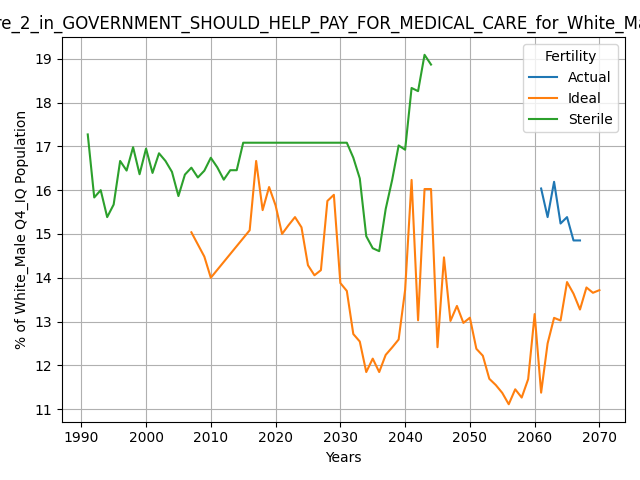 re_2_in_GOVERNMENT_SHOULD_HELP_PAY_FOR_MEDICAL_CARE_for_White_Ma
Fertility
Actual
Ideal
Sterile
% of White_Male Q4_IQ Population
19
18
17
16
15
14
13
12
11
1990
2000
2010
2020
2030
2040
2050
2060
2070
Years